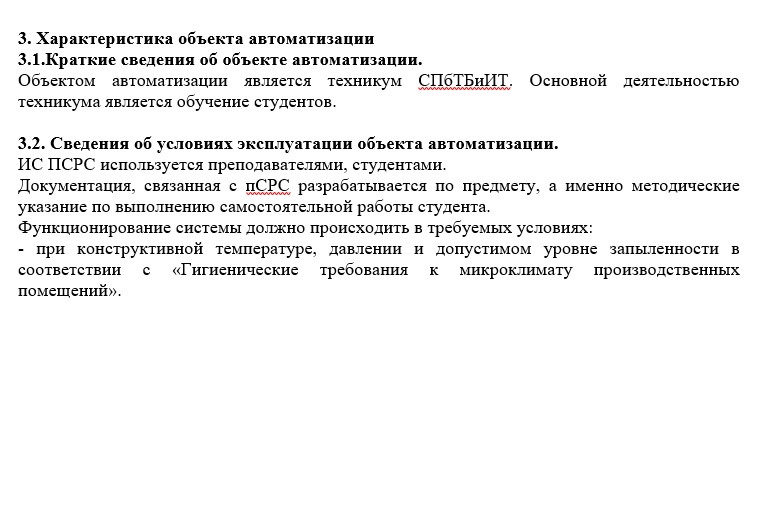 3. Характеристика объекта автоматизации
3.1.Краткие сведения об объекте автоматизации.
Объектом автоматизации является техникум СПбТБиИТ. Основной деятельностью
техникума является обучение студентов.
3.2. Сведения об условиях эксплуатации объекта автоматизации.
ИС ПСРС используется преподавателями, студентами.
Документация, связанная с пСРС разрабатывается по предмету, а именно методические
указание по выполнению самостоятельной работы студента.
Функционирование системы должно происходить в требуемых условиях:
- при конструктивной температуре, давлении и допустимом уровне запыленности в
соответствии с «Гигиенические требования к микроклимату производственных
помещений».